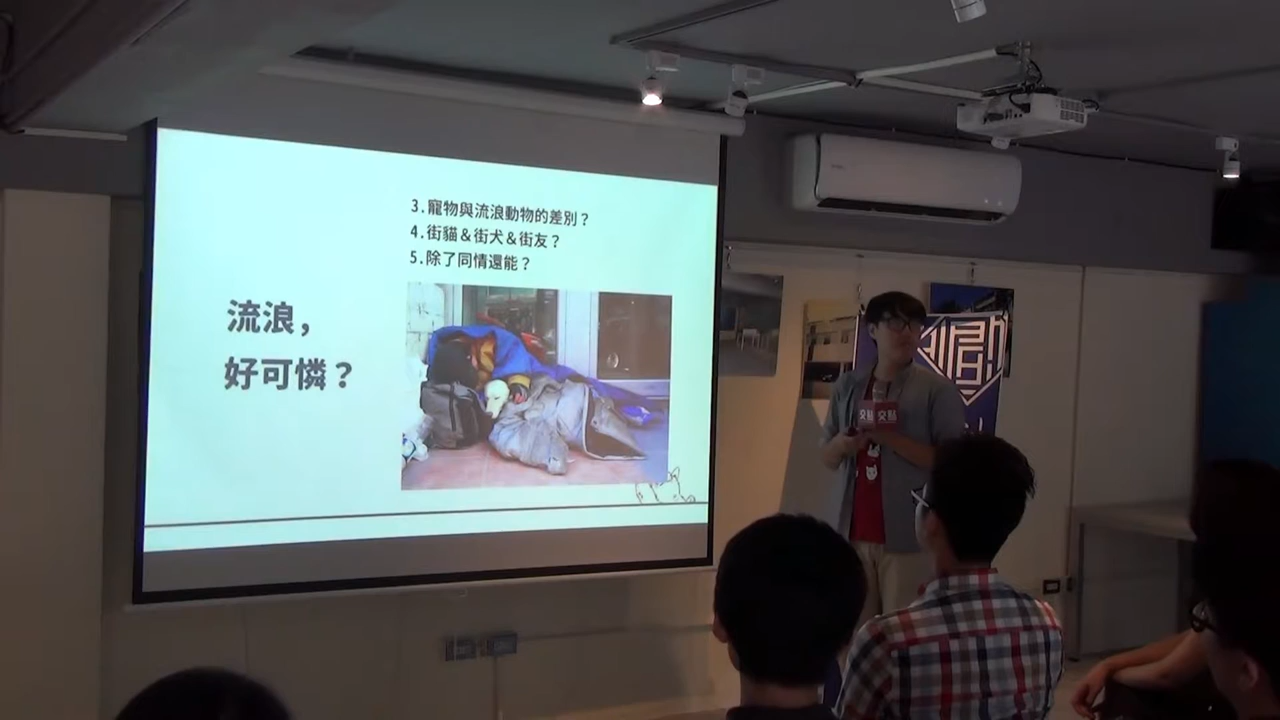 3.寵物與流浪動物的差別？
4.街貓＆街犬＆街友？
5.除了同情還能？
流浪，
好可憐？
交點